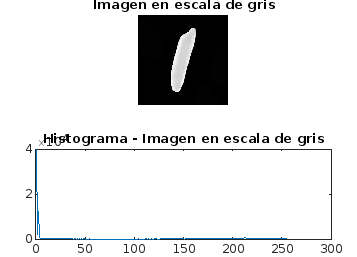 Imagen en escala de gris
Histograma - Imagen en escala de gris
4
2
0
0 50 100 150 200 250 300